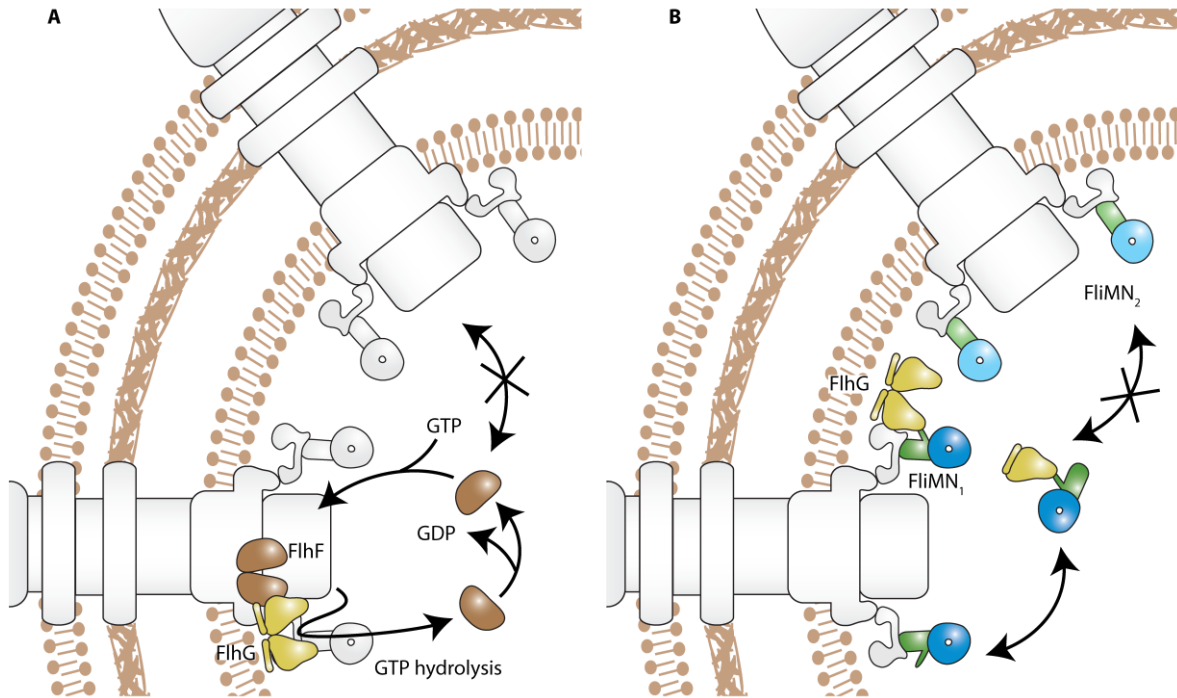 A
GTP
FlhF
GDP
FlhG
GTP hydrolysis
B
FliMN₂
FlhG
FliMN₁